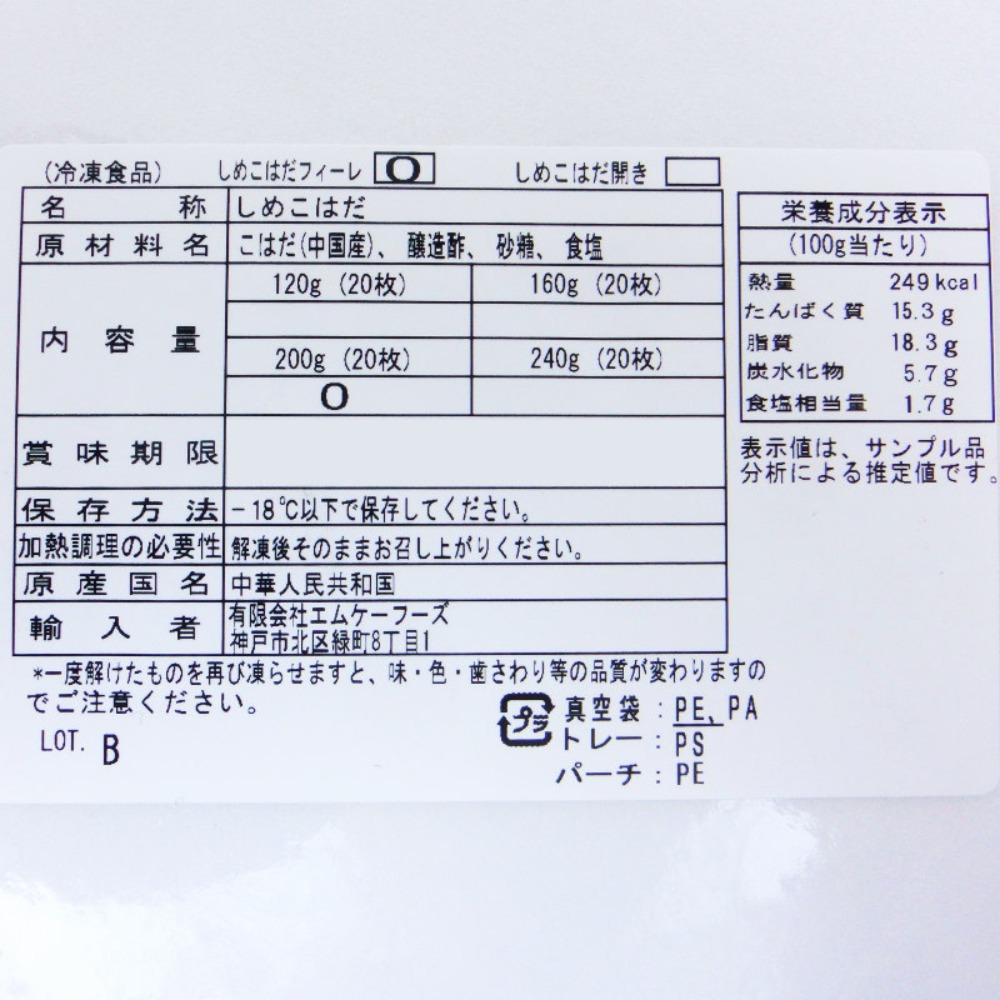 (冷凍食品) しめこはだフィーレ O しめこはだ開き
名称 しめこはだ
原材料名 こはだ(中国産)、醸造酢、砂糖、食塩
内容量 120g (20枚) 160g (20枚)
200g (20枚) 240g (20枚)
O
賞味期限
保存方法 -18℃以下で保存してください。
加熱調理の必要性 解凍後そのままお召し上がりください。
原産国名 中華人民共和国
輸入者 有限会社エムケーフーズ
神戸市北区緑町8丁目1
*一度解けたものを再び凍らせますと、味・色・歯さわり等の品質が変わりますの
でご注意ください。
LOT. B
栄養成分表示
(100g当たり)
熱量 249kcal
たんぱく質 15.3g
脂質 18.3g
炭水化物 5.7g
食塩相当量 1.7g
表示値は、サンプル品
分析による推定値です。
プラ 真空袋:PE、PA
トレー:PS
パーチ:PE